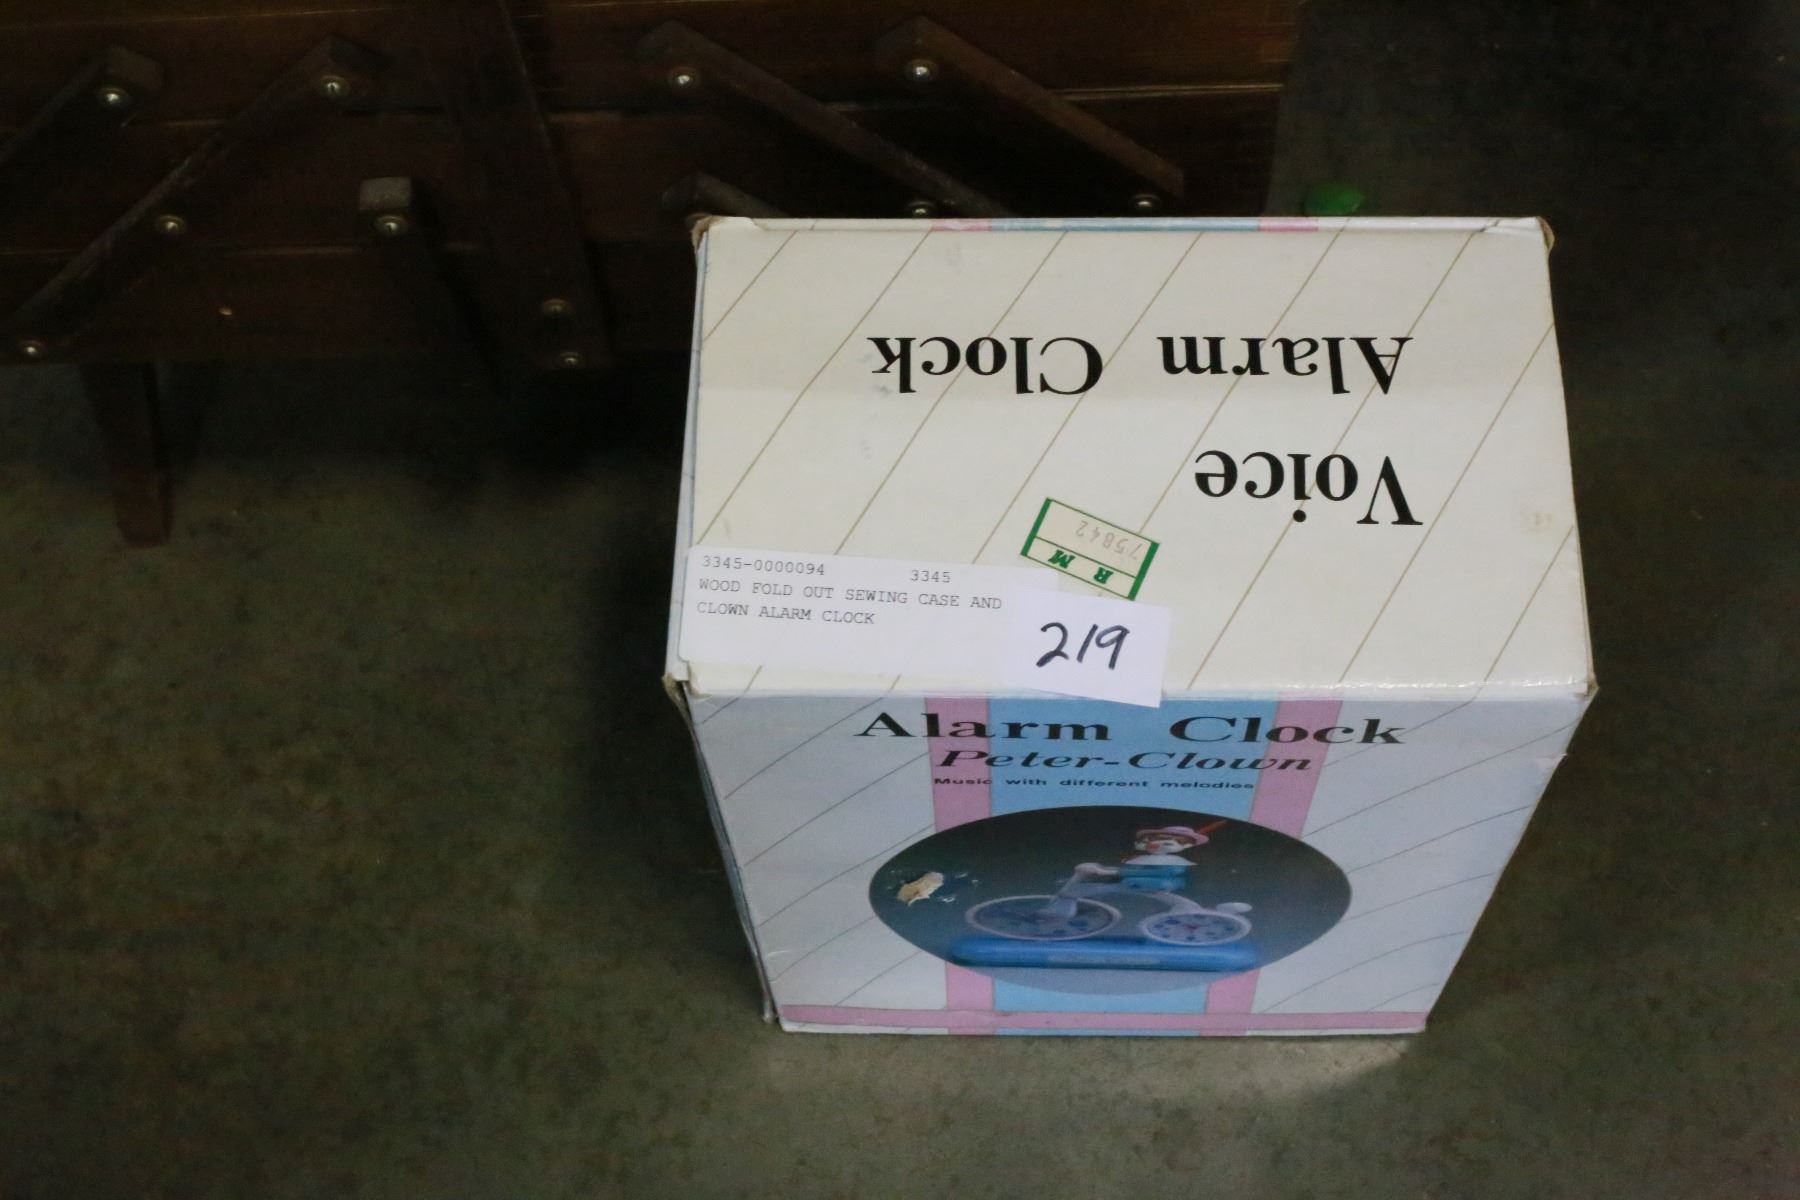 Voice
Alarm Clock
R M
75842
3345-0000094 3345
WOOD FOLD OUT SEWING CASE AND
CLOWN ALARM CLOCK
219
Alarm Clock
Peter-Clown
Music with different melodies